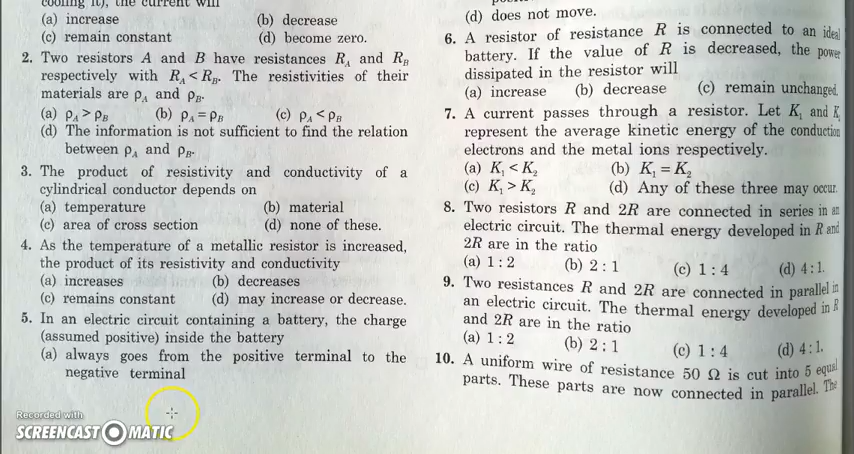 cooling it), the current will
(a) increase (b) decrease
(c) remain constant (d) become zero.
2. Two resistors A and B have resistances R_A and R_B
respectively with R_A < R_B. The resistivities of their
materials are ρ_A and ρ_B.
(a) ρ_A > ρ_B (b) ρ_A = ρ_B (c) ρ_A < ρ_B
(d) The information is not sufficient to find the relation
between ρ_A and ρ_B.
3. The product of resistivity and conductivity of a
cylindrical conductor depends on
(a) temperature (b) material
(c) area of cross section (d) none of these.
4. As the temperature of a metallic resistor is increased,
the product of its resistivity and conductivity
(a) increases (b) decreases
(c) remains constant (d) may increase or decrease.
5. In an electric circuit containing a battery, the charge
(assumed positive) inside the battery
(a) always goes from the positive terminal to the
negative terminal
(d) does not move.
6. A resistor of resistance R is connected to an ideal
battery. If the value of R is decreased, the power
dissipated in the resistor will
(a) increase (b) decrease (c) remain unchanged.
7. A current passes through a resistor. Let K₁ and K
represent the average kinetic energy of the conduction
electrons and the metal ions respectively.
(a) K₁ < K₂ (b) K₁ = K₂
(c) K₁ > K₂ (d) Any of these three may occur.
8. Two resistors R and 2R are connected in series in an
electric circuit. The thermal energy developed in R and
2R are in the ratio
(a) 1 : 2 (b) 2 : 1 (c) 1 : 4 (d) 4 : 1.
9. Two resistances R and 2R are connected in parallel in
an electric circuit. The thermal energy developed in R
and 2R are in the ratio
(a) 1 : 2 (b) 2 : 1 (c) 1 : 4 (d) 4 : 1.
10. A uniform wire of resistance 50 Ω is cut into 5 equal
parts. These parts are now connected in parallel. The
Recorded with
SCREENCAST-O-MATIC